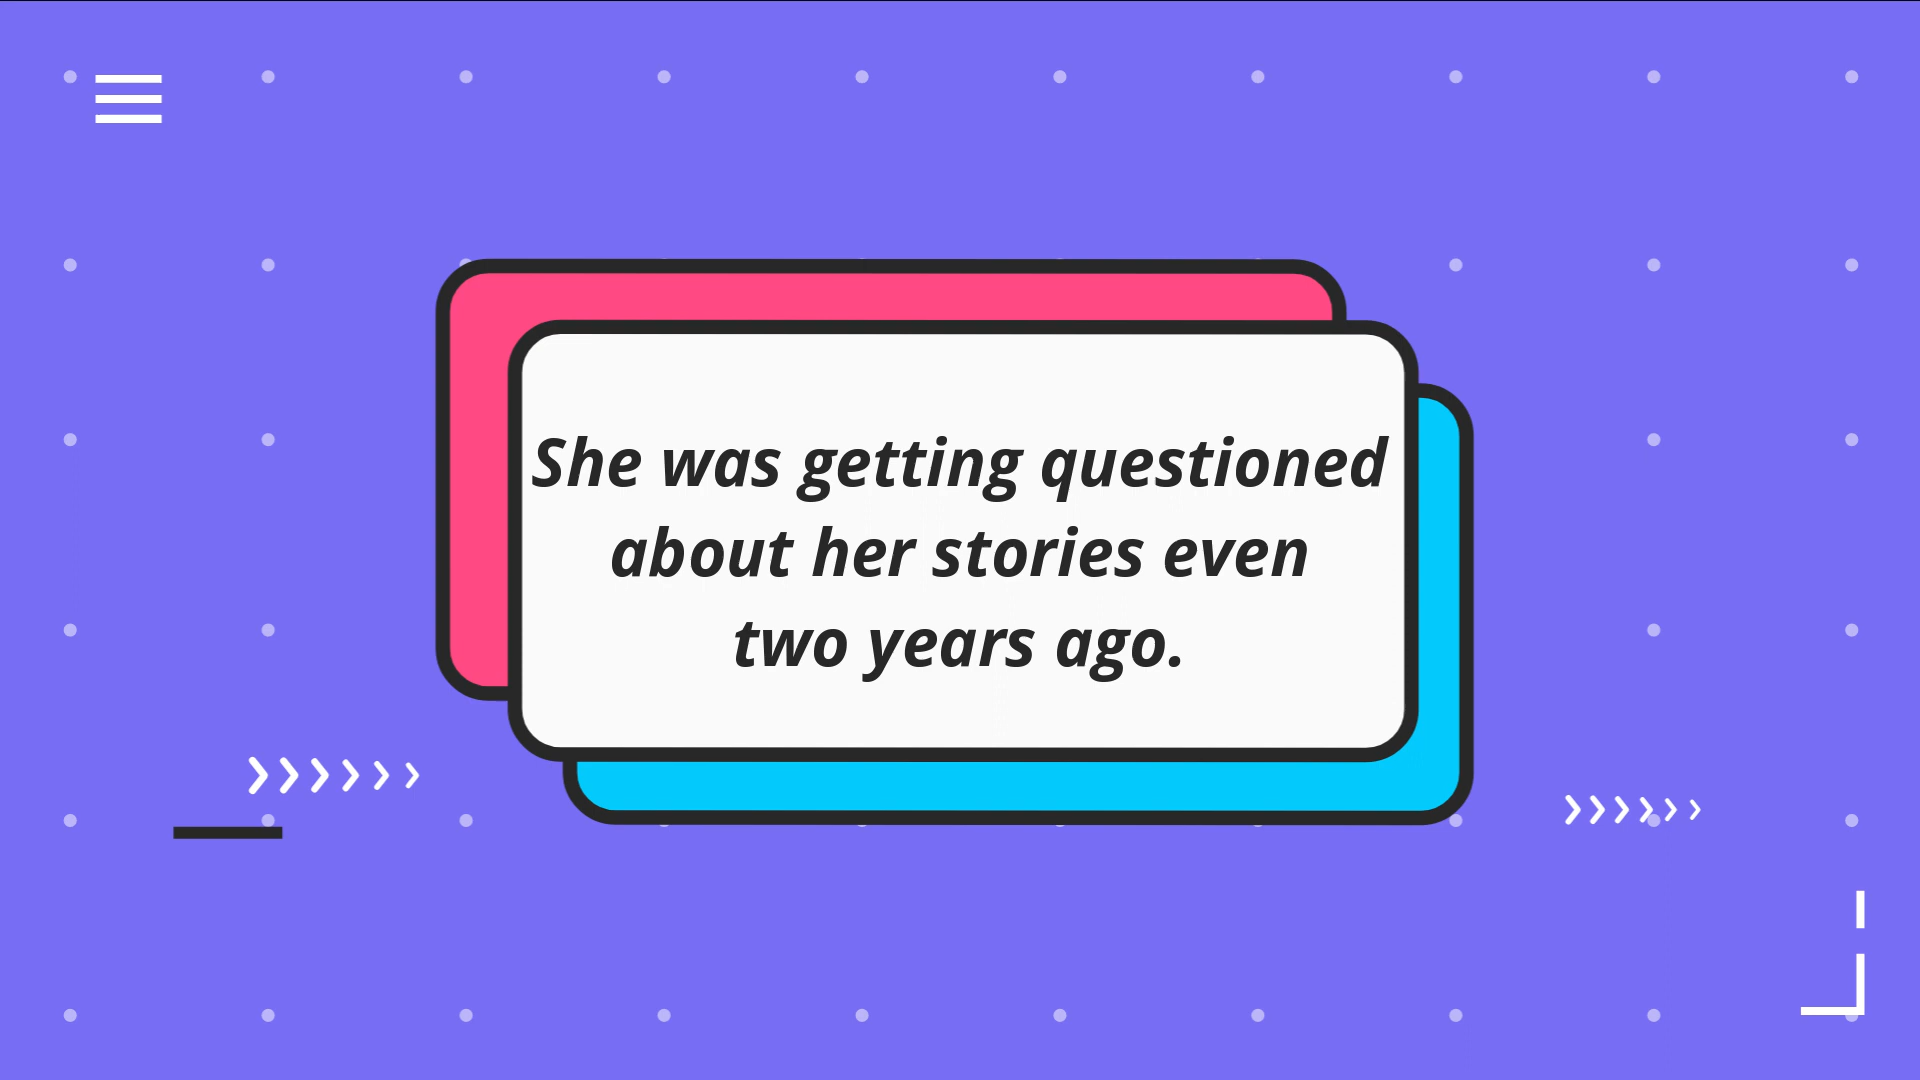 She was getting questioned
about her stories even
two years ago.